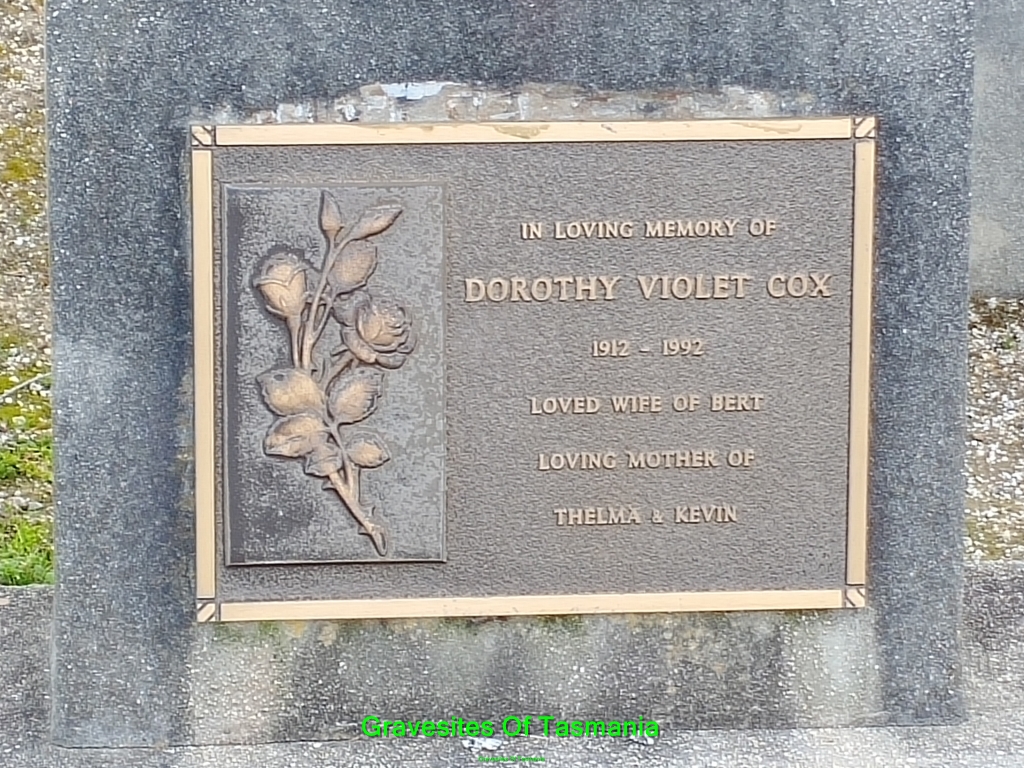 IN LOVING MEMORY OF
DOROTHY VIOLET COX
1912 - 1992
LOVED WIFE OF BERT
LOVING MOTHER OF
THELMA & KEVIN
Gravesites Of Tasmania